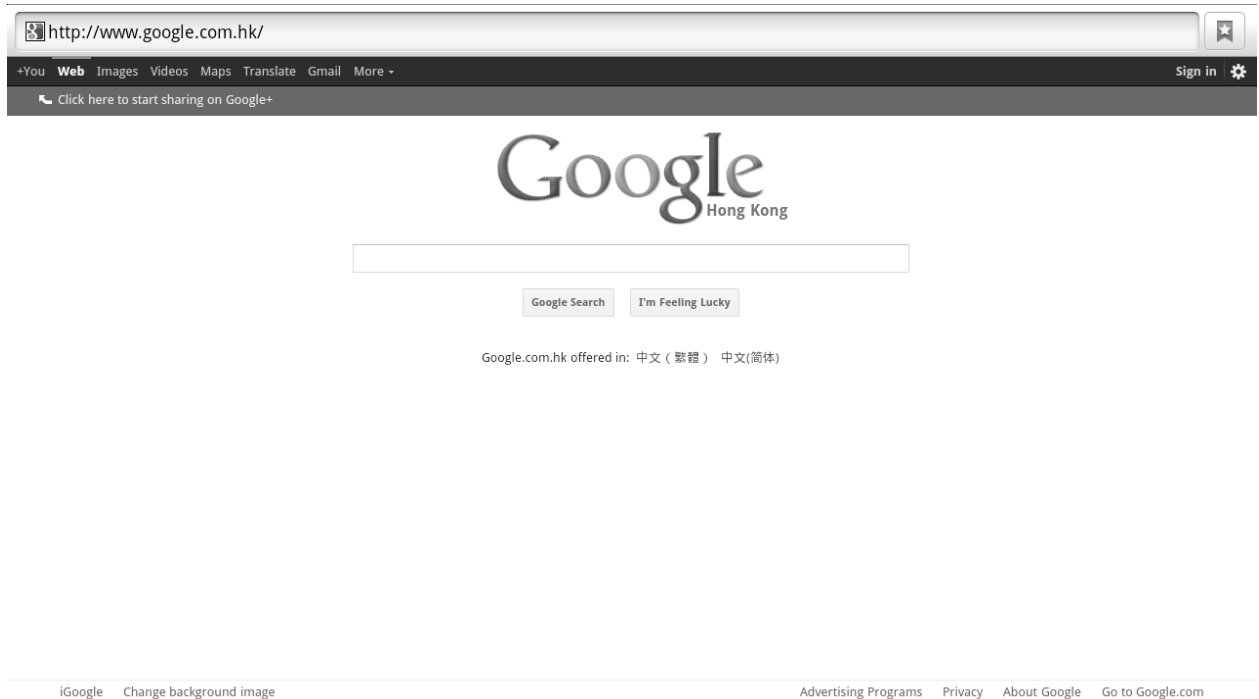 http://www.google.com.hk/
+You Web Images Videos Maps Translate Gmail More Sign in
Click here to start sharing on Google+
Google
Hong Kong
Google Search I'm Feeling Lucky
Google.com.hk offered in: 中文（繁體） 中文(简体)
iGoogle Change background image Advertising Programs Privacy About Google Go to Google.com